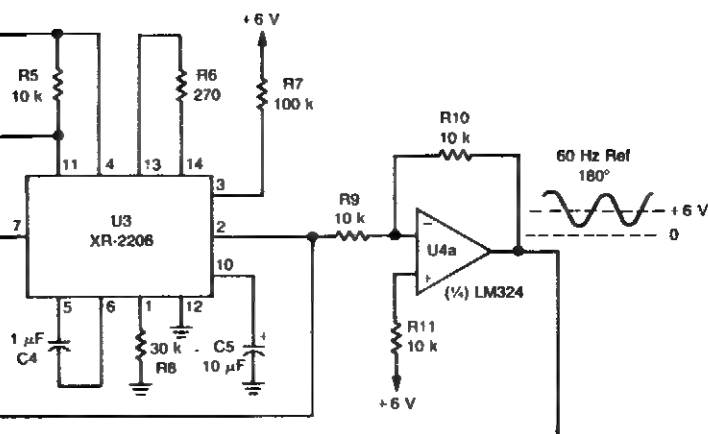 +6 V
R5
10 k
R6
270
R7
100 k
R10
10 k
60 Hz Ref
180°
11
4
13
14
3
R9
10 k
+6 V
0
7
U3
XR-2206
2
10
−
U4a
+
(¼) LM324
5
6
1
12
1 µF
C4
30 k
R8
C5
10 µF
+
R11
10 k
+6 V